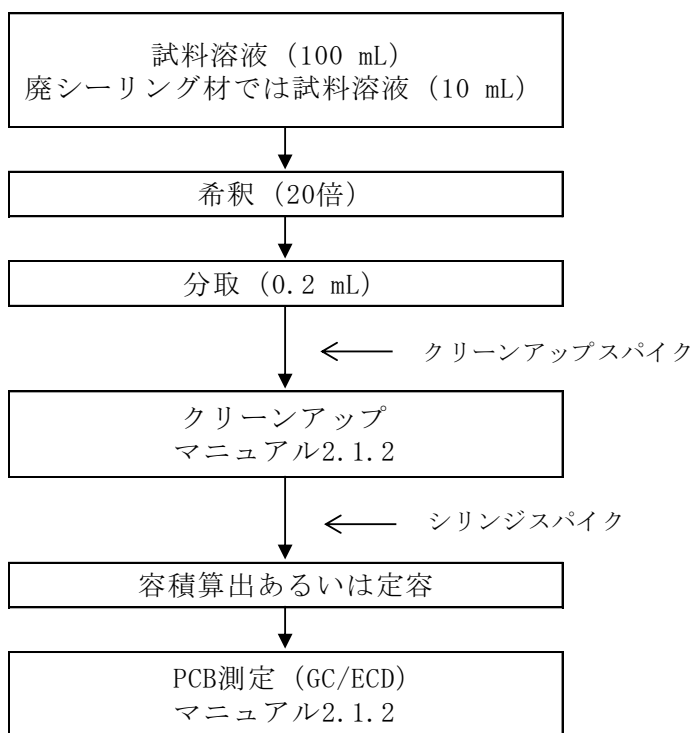 試料溶液 (100 mL)
廃シーリング材では試料溶液 (10 mL)
希釈 (20倍)
分取 (0.2 mL)
クリーンアップスパイク
クリーンアップ
マニュアル2.1.2
シリンジスパイク
容積算出あるいは定容
PCB測定 (GC/ECD)
マニュアル2.1.2